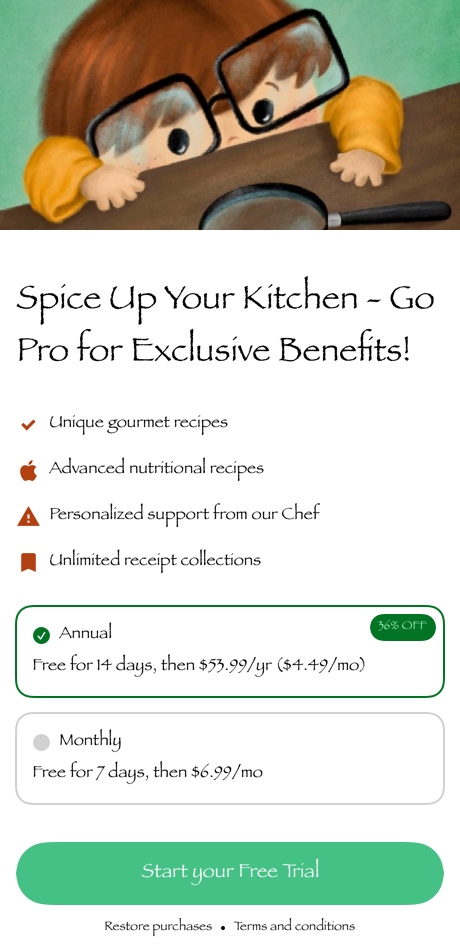 Spice Up Your Kitchen - Go
Pro for Exclusive Benefits!
Unique gourmet recipes
Advanced nutritional recipes
Personalized support from our Chef
Unlimited receipt collections
36% OFF
Annual
Free for 14 days, then $53.99/yr ($4.49/mo)
Monthly
Free for 7 days, then $6.99/mo
Start your Free Trial
Restore purchases • Terms and conditions